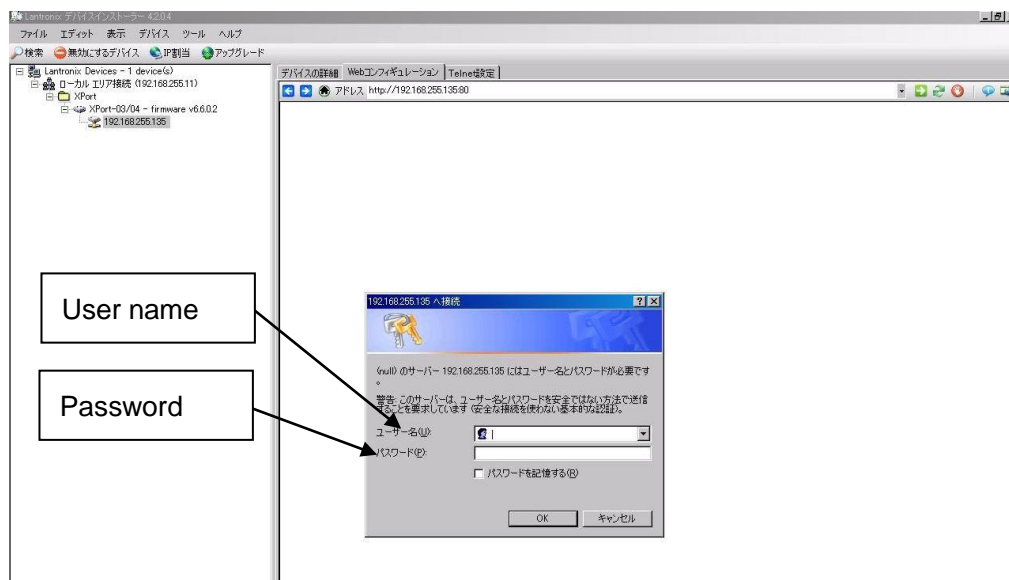 Lantronix デバイスインストーラー 4.2.0.4
ファイル エディット 表示 デバイス ツール ヘルプ
検索 無効にするデバイス IP割当 アップグレード
Lantronix Devices - 1 device(s)
ローカル エリア接続 (192.168.255.11)
XPort
XPort-03/04 - firmware v6.6.0.2
192.168.255.135
デバイスの詳細 Webコンフィギュレーション Telnet設定
アドレス http://192.168.255.135:80
User name
Password
192.168.255.135 へ接続
(null) のサーバー 192.168.255.135 にはユーザー名とパスワードが必要です
。
警告: このサーバーは、ユーザー名とパスワードを安全ではない方法で送信
することを要求しています (安全な接続を使わない基本的な認証)。
ユーザー名(U):
パスワード(P):
パスワードを記憶する(R)
OK キャンセル